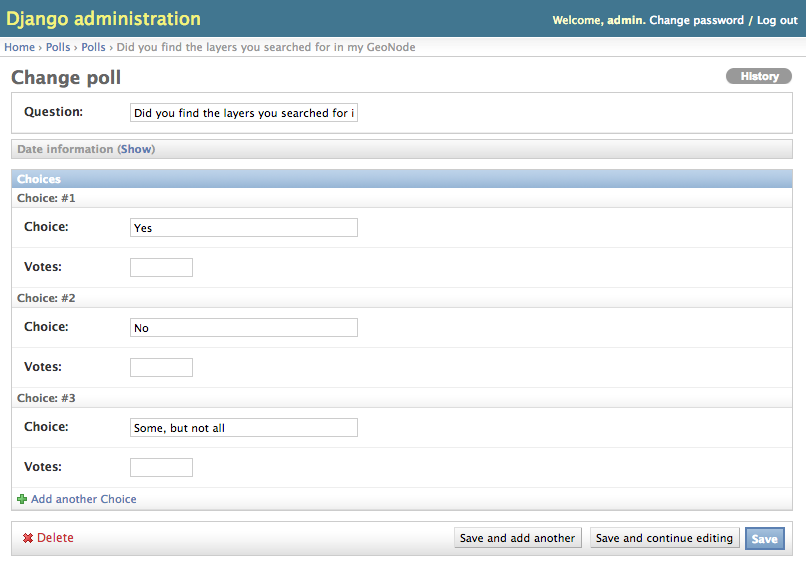 Django administration
Welcome, admin. Change password / Log out
Home › Polls › Polls › Did you find the layers you searched for in my GeoNode
Change poll
History
Question: Did you find the layers you searched for i
Date information (Show)
Choices
Choice: #1
Choice: Yes
Votes:
Choice: #2
Choice: No
Votes:
Choice: #3
Choice: Some, but not all
Votes:
Add another Choice
Delete Save and add another Save and continue editing Save